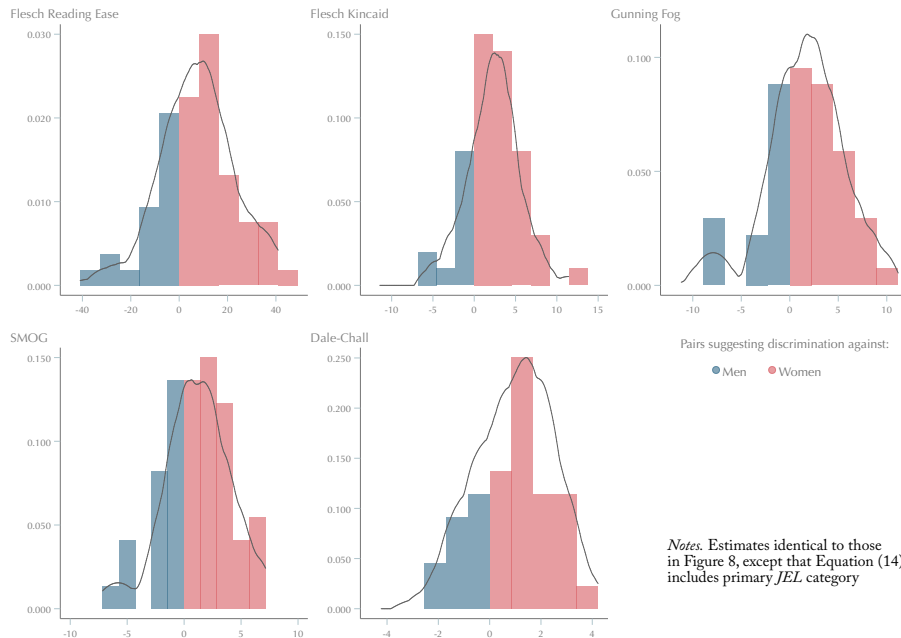 Flesch Reading Ease
0.030
0.020
0.010
0.000
-40 -20 0 20 40
Flesch Kincaid
0.150
0.100
0.050
0.000
-10 -5 0 5 10 15
Gunning Fog
0.100
0.050
0.000
-10 -5 0 5 10
SMOG
0.150
0.100
0.050
0.000
-10 -5 0 5 10
Dale-Chall
0.250
0.200
0.150
0.100
0.050
0.000
-4 -2 0 2 4
Pairs suggesting discrimination against:
Men Women
Notes. Estimates identical to those
in Figure 8, except that Equation (14)
includes primary JEL category